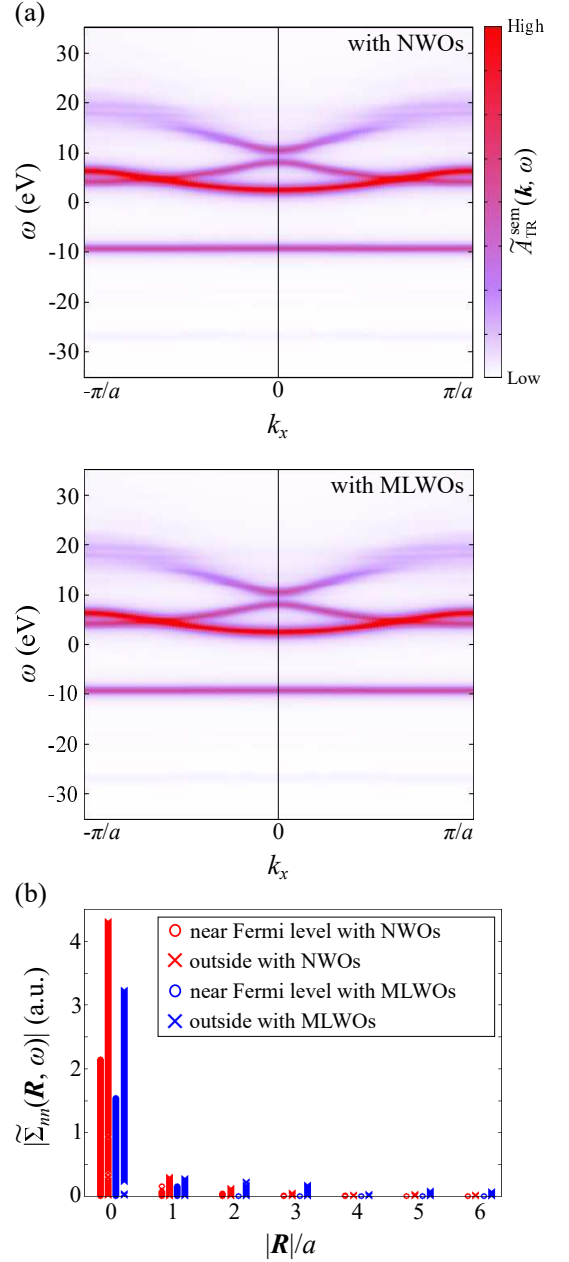 (a)
with NWOs
High
30
20
10
0
-10
-20
-30
ω (eV)
-π/a
0
π/a
k_x
Low
Ã_TR^sem(k, ω)
with MLWOs
30
20
10
0
-10
-20
-30
ω (eV)
-π/a
0
π/a
k_x
(b)
near Fermi level with NWOs
outside with NWOs
near Fermi level with MLWOs
outside with MLWOs
4
3
2
1
0
|Σ̃_nn(R, ω)| (a.u.)
0 1 2 3 4 5 6
|R|/a